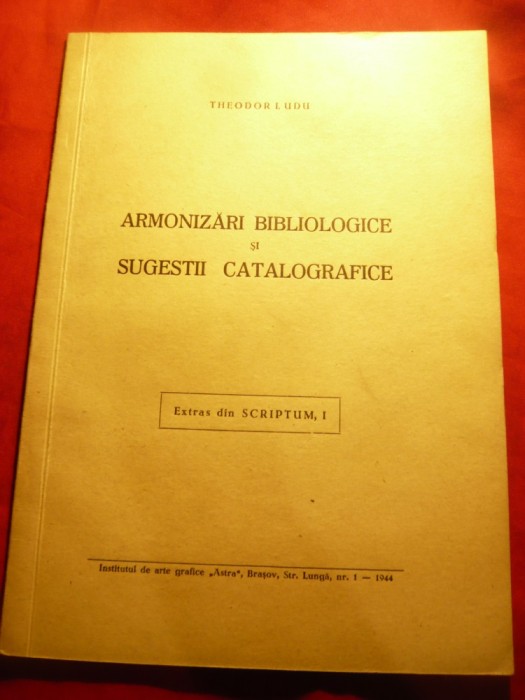 THEODOR LUDU
ARMONIZĂRI BIBLIOLOGICE
ȘI
SUGESTII CATALOGRAFICE
Extras din SCRIPTUM, I
Institutul de arte grafice „Astra", Brașov, Str. Lungă, nr. 1 — 1944